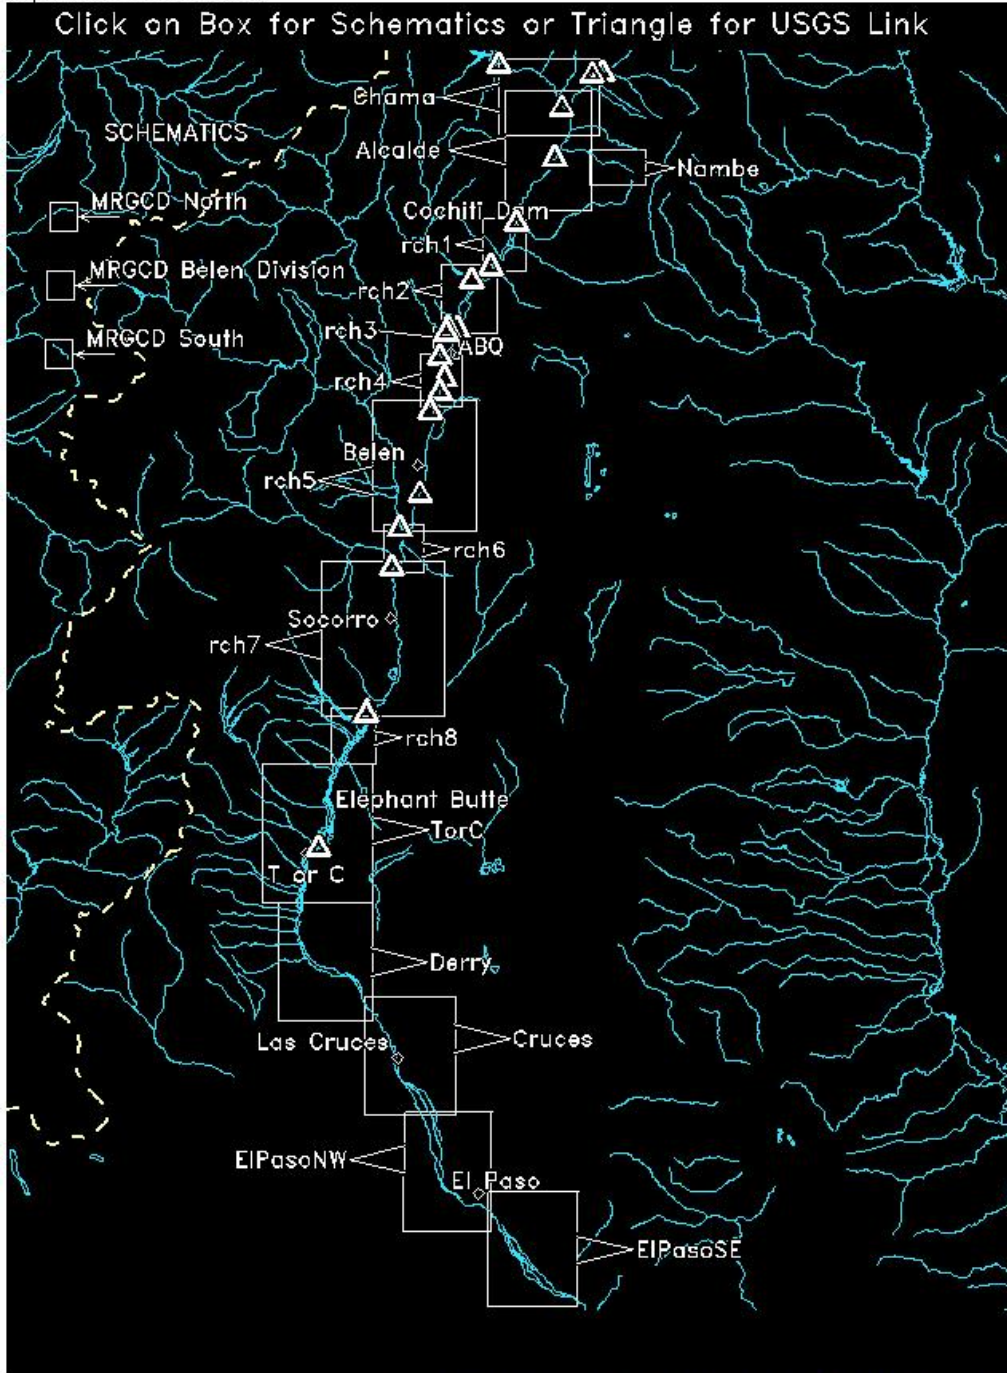 Click on Box for Schematics or Triangle for USGS Link
Chama
SCHEMATICS
Alcalde
Nambe
MRGCD North
Cochiti Dam
rch1
MRGCD Belen Division
rch2
MRGCD South
rch3
ABQ
rch4
Belen
rch5
rch6
Socorro
rch7
rch8
Elephant Butte
TorC
T or C
Derry
Las Cruces
Cruces
ElPasoNW
El Paso
ElPasoSE